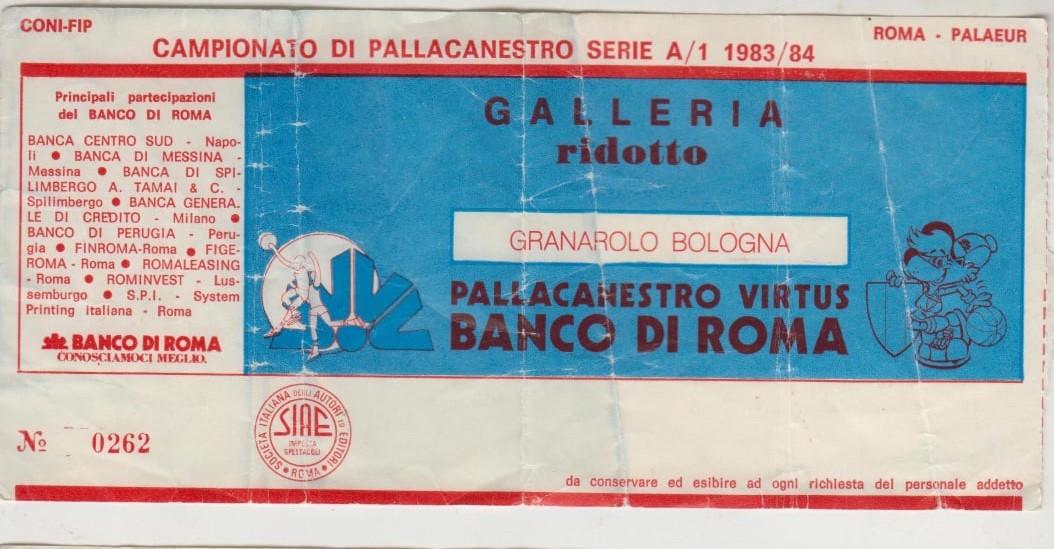 CONI-FIP
ROMA - PALAEUR
CAMPIONATO DI PALLACANESTRO SERIE A/1 1983/84
Principali partecipazioni
del BANCO DI ROMA
BANCA CENTRO SUD - Napo-
li ● BANCA DI MESSINA -
Messina ● BANCA DI SPI-
LIMBERGO A. TAMAI & C. -
Spilimbergo ● BANCA GENERA-
LE DI CREDITO - Milano ●
BANCO DI PERUGIA - Peru-
gia ● FINROMA-Roma ● FIGE-
ROMA - Roma ● ROMALEASING
- Roma ● ROMINVEST - Lus-
semburgo ● S.P.I. - System
Printing italiana - Roma
BANCO DI ROMA
CONOSCIAMOCI MEGLIO.
GALLERIA
ridotto
GRANAROLO BOLOGNA
PALLACANESTRO VIRTUS
BANCO DI ROMA
Nº 0262
SOCIETÀ ITALIANA DEGLI AUTORI ED EDITORI
SIAE
IMPOSTA
SPETTACOLI
ROMA
da conservare ed esibire ad ogni richiesta del personale addetto